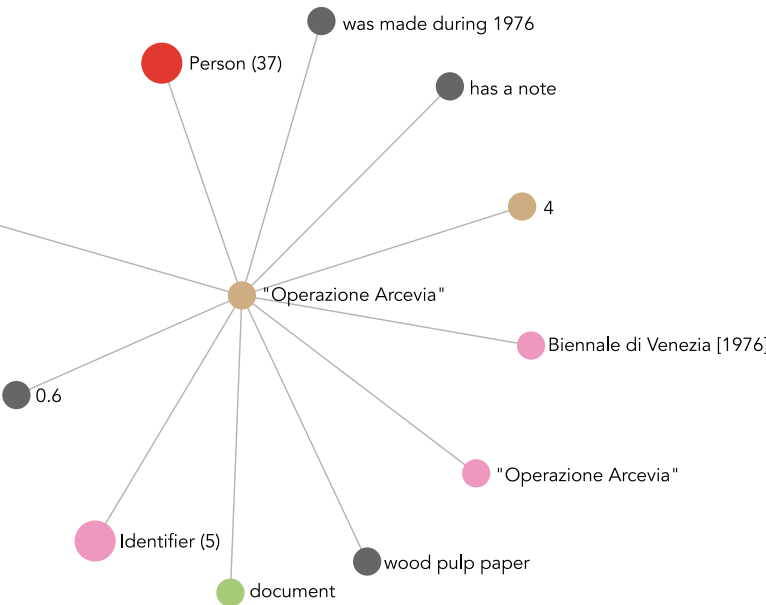 was made during 1976
Person (37)
has a note
4
"Operazione Arcevia"
Biennale di Venezia [1976]
0.6
"Operazione Arcevia"
Identifier (5)
wood pulp paper
document